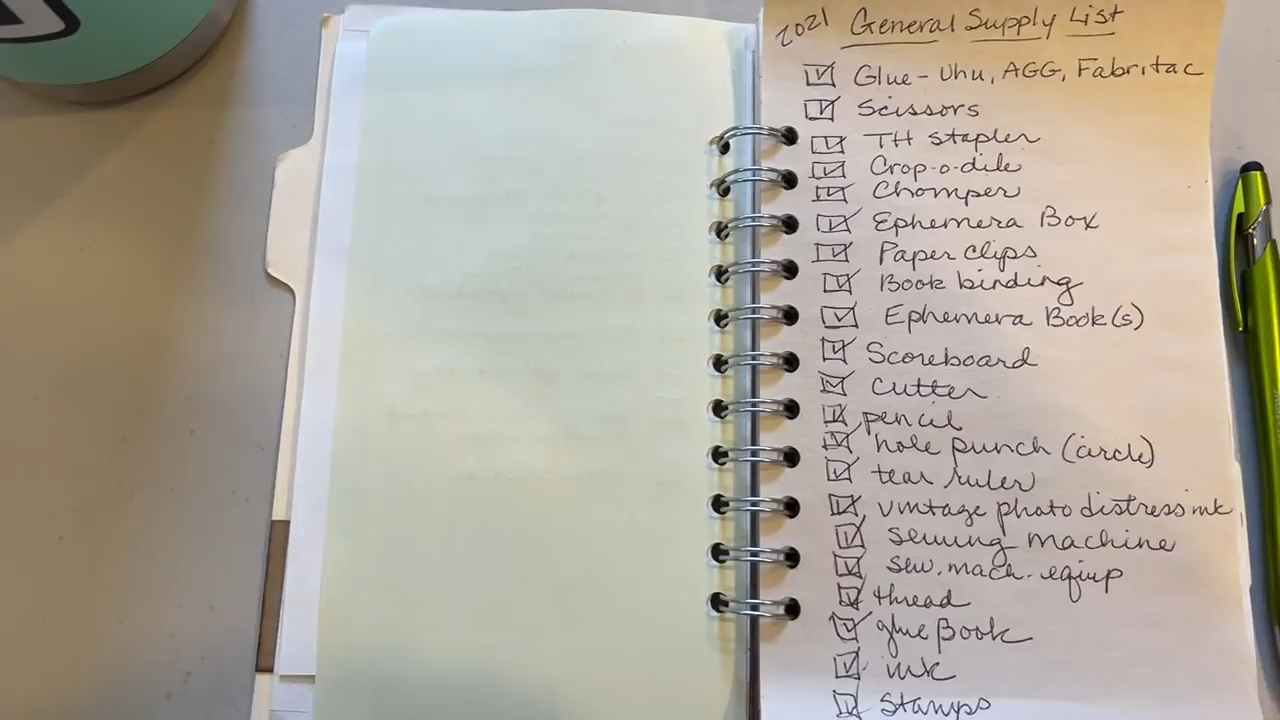 2021 General Supply List
Glue - Uhu, AGG, Fabritac
Scissors
TH stapler
Crop-o-dile
Chomper
Ephemera Box
Paper clips
Book binding
Ephemera Book(s)
Scoreboard
Cutter
pencil
hole punch (circle)
tear ruler
vintage photo distress ink
sewing machine
sew. mach. equip
thread
glue Book
ink
Stamps